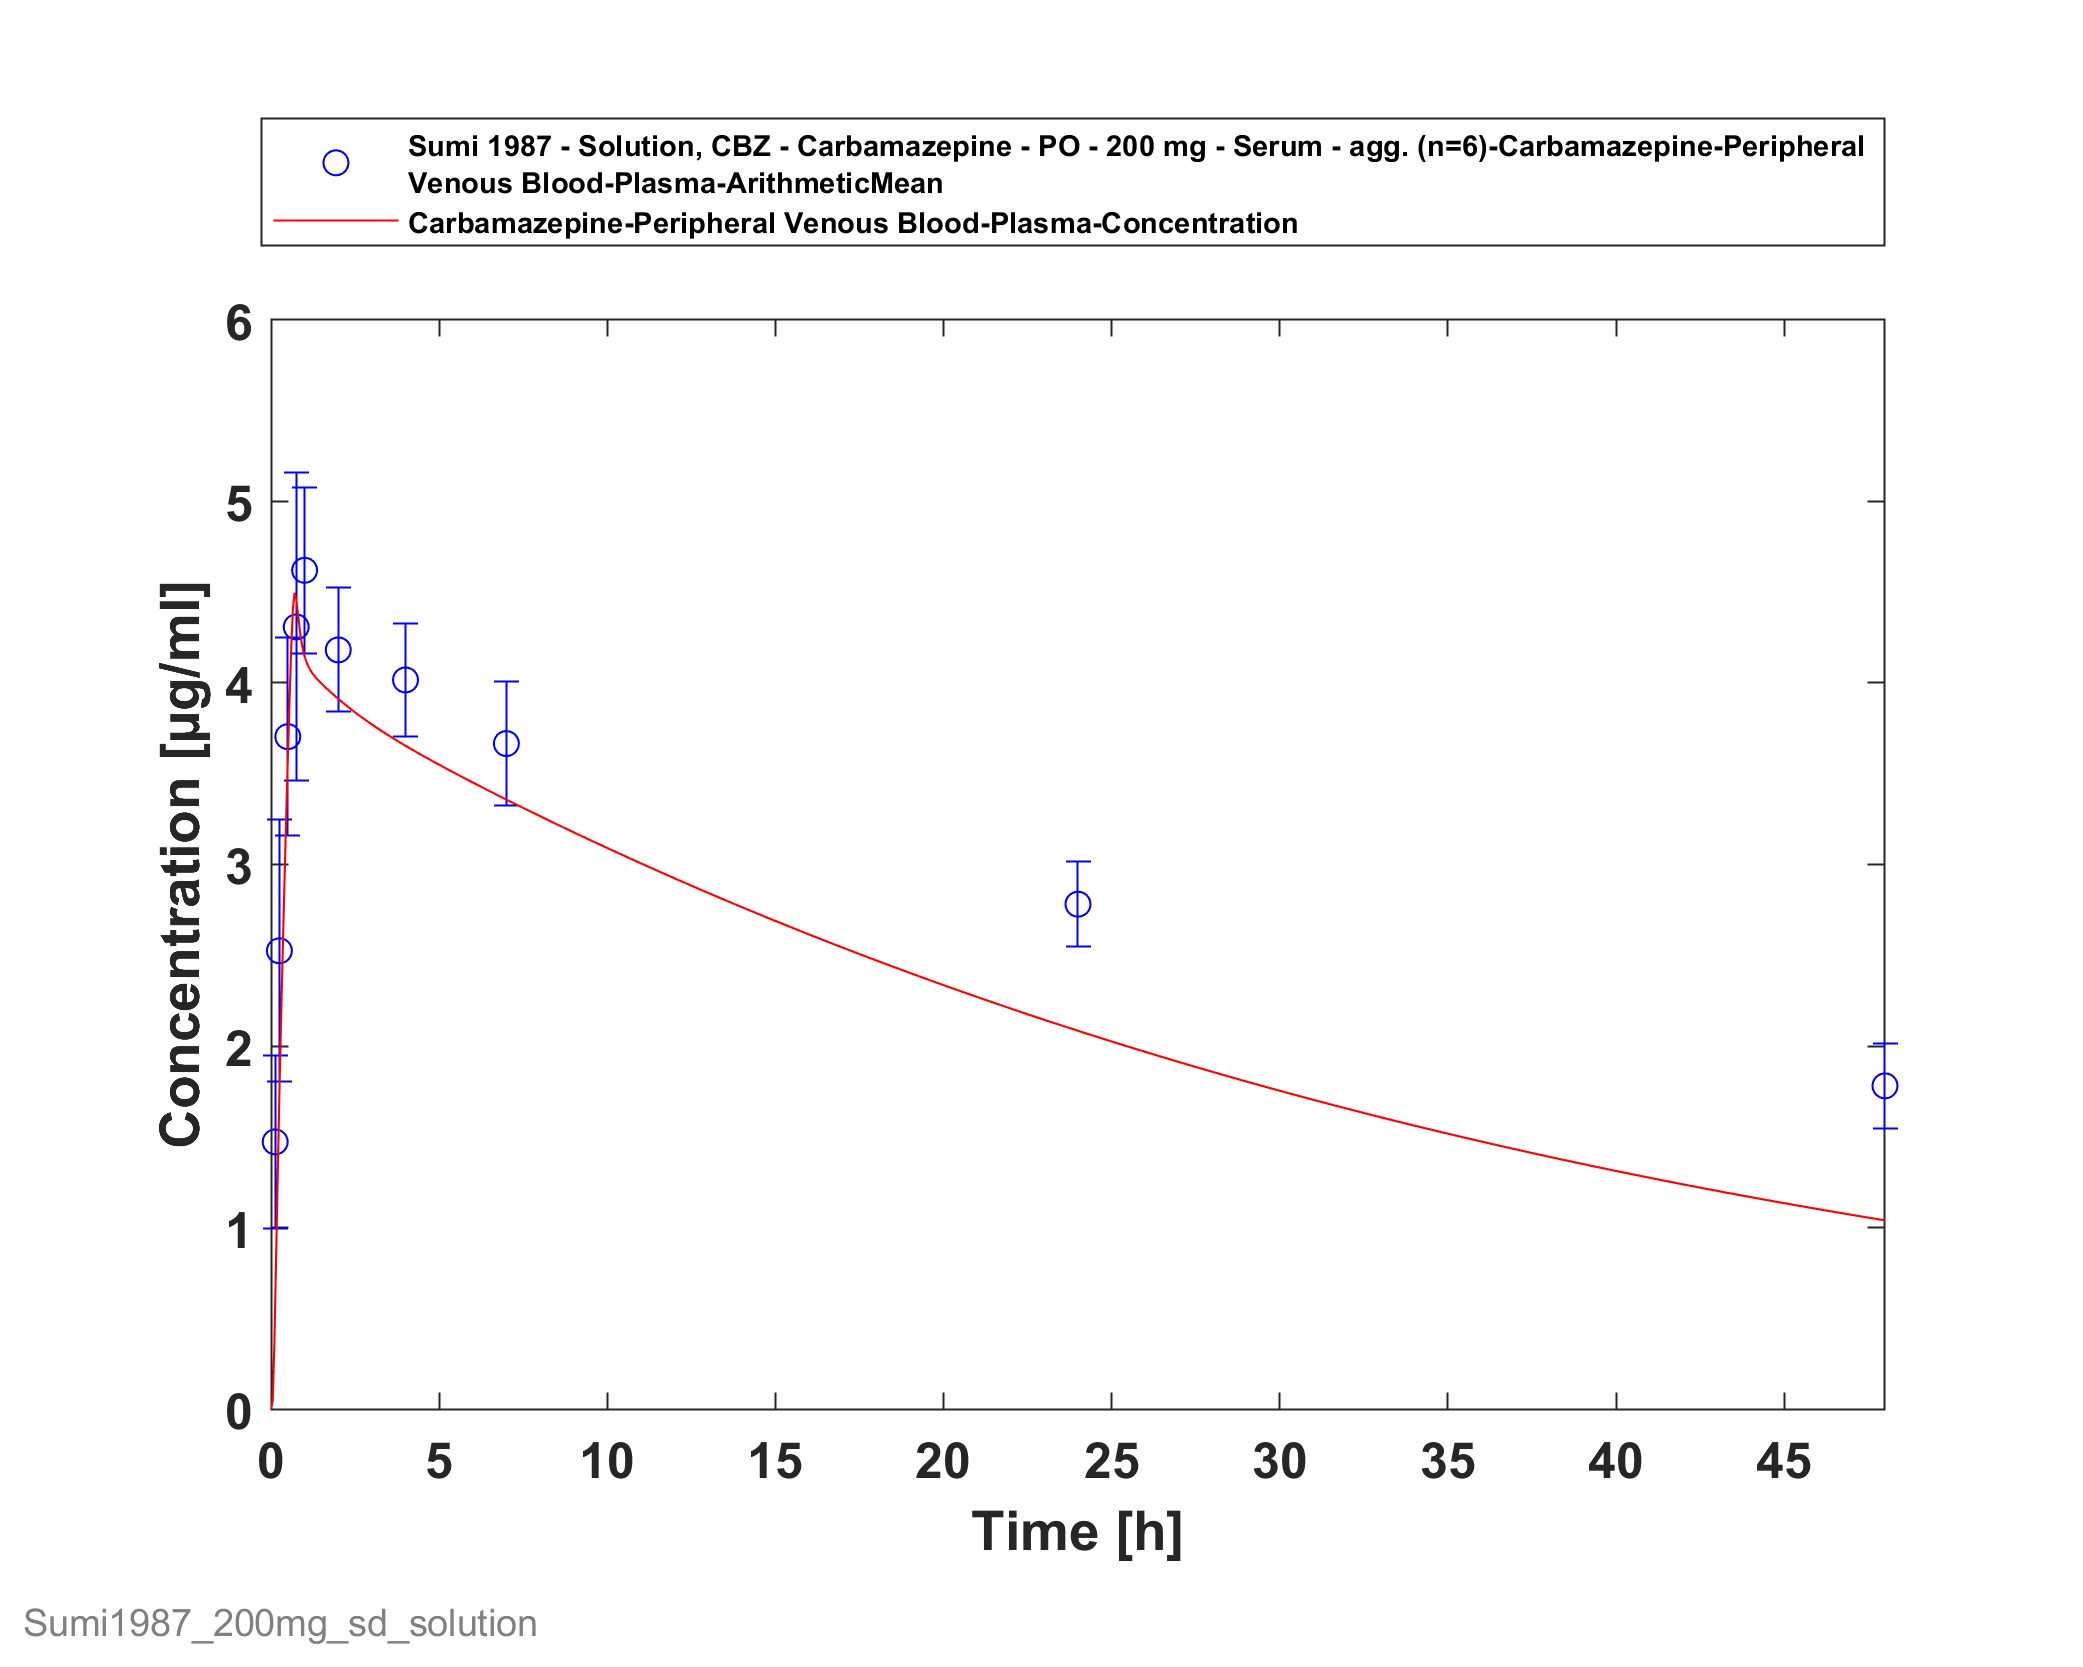 Sumi 1987 - Solution, CBZ - Carbamazepine - PO - 200 mg - Serum - agg. (n=6)-Carbamazepine-Peripheral
Venous Blood-Plasma-ArithmeticMean
Carbamazepine-Peripheral Venous Blood-Plasma-Concentration
6
5
4
3
2
1
0
Concentration [µg/ml]
0 5 10 15 20 25 30 35 40 45
Time [h]
Sumi1987_200mg_sd_solution